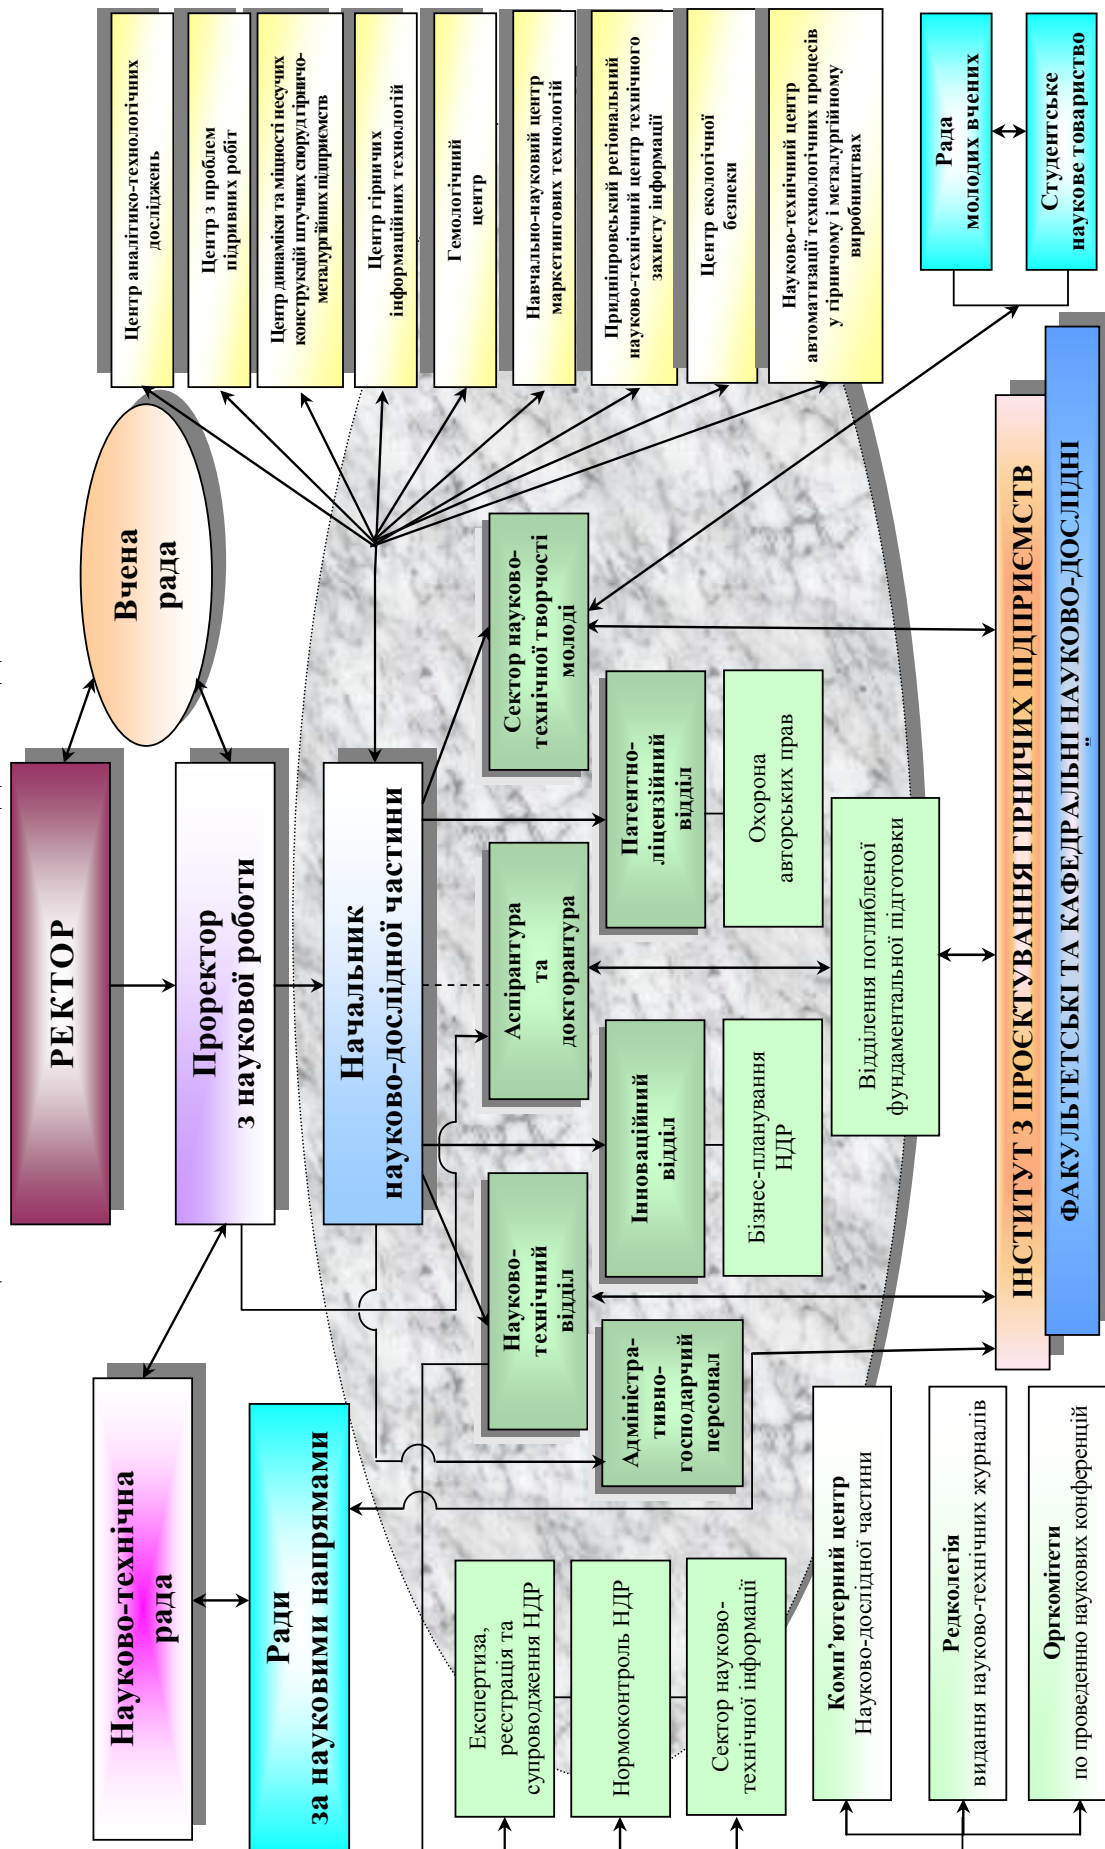 РЕКТОР
Вчена
рада
Проректор
з наукової роботи
Науково-технічна
рада
Ради
за науковими напрямами
Начальник
науково-дослідної частини
Центр аналітико-технологічних
досліджень
Центр з проблем
підривних робіт
Центр динаміки та міцності несучих
конструкцій штучних споруд гірничо-
металургійних підприємств
Центр гірничих
інформаційних технологій
Гемологічний
центр
Навчально-науковий центр
маркетингових технологій
Придніпровський регіональний
науково-технічний центр технічного
захисту інформації
Центр екологічної
безпеки
Науково-технічний центр
автоматизації технологічних процесів
у гірничому і металургійному
виробництвах
Рада
молодих вчених
Студентське
наукове товариство
Науково-
технічний
відділ
Аспірантура
та
докторантура
Сектор науково-
технічної творчості
молоді
Адміністра-
тивно-
господарчий
персонал
Інноваційний
відділ
Патентно-
ліцензійний
відділ
Бізнес-планування
НДР
Охорона
авторських прав
Відділення поглибленої
фундаментальної підготовки
Експертиза,
реєстрація та
супроводження НДР
Нормоконтроль НДР
Сектор науково-
технічної інформації
Комп’ютерний центр
Науково-дослідної частини
Редколегія
видання науково-технічних журналів
Оргкомітети
по проведенню наукових конференцій
ІНСТИТУТ З ПРОЄКТУВАННЯ ГІРНИЧИХ ПІДПРИЄМСТВ
ФАКУЛЬТЕТСЬКІ ТА КАФЕДРАЛЬНІ НАУКОВО-ДОСЛІДНІ